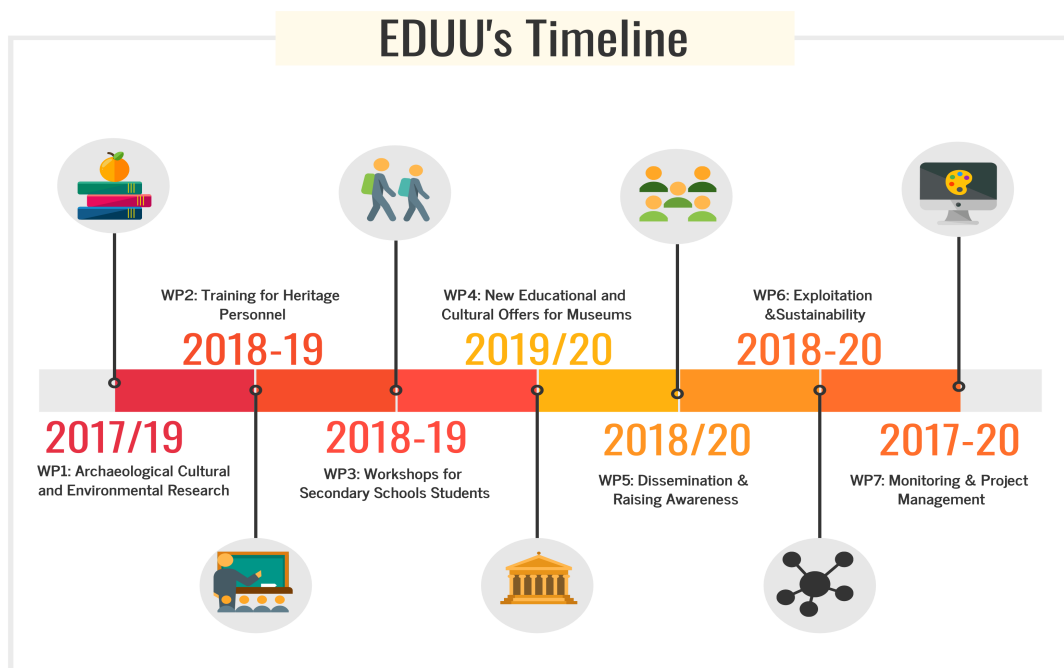 EDUU's Timeline
WP2: Training for Heritage
Personnel
2018-19
WP4: New Educational and
Cultural Offers for Museums
2019/20
WP6: Exploitation
&Sustainability
2018-20
2017/19
WP1: Archaeological Cultural
and Environmental Research
2018-19
WP3: Workshops for
Secondary Schools Students
2018/20
WP5: Dissemination &
Raising Awareness
2017-20
WP7: Monitoring & Project
Management